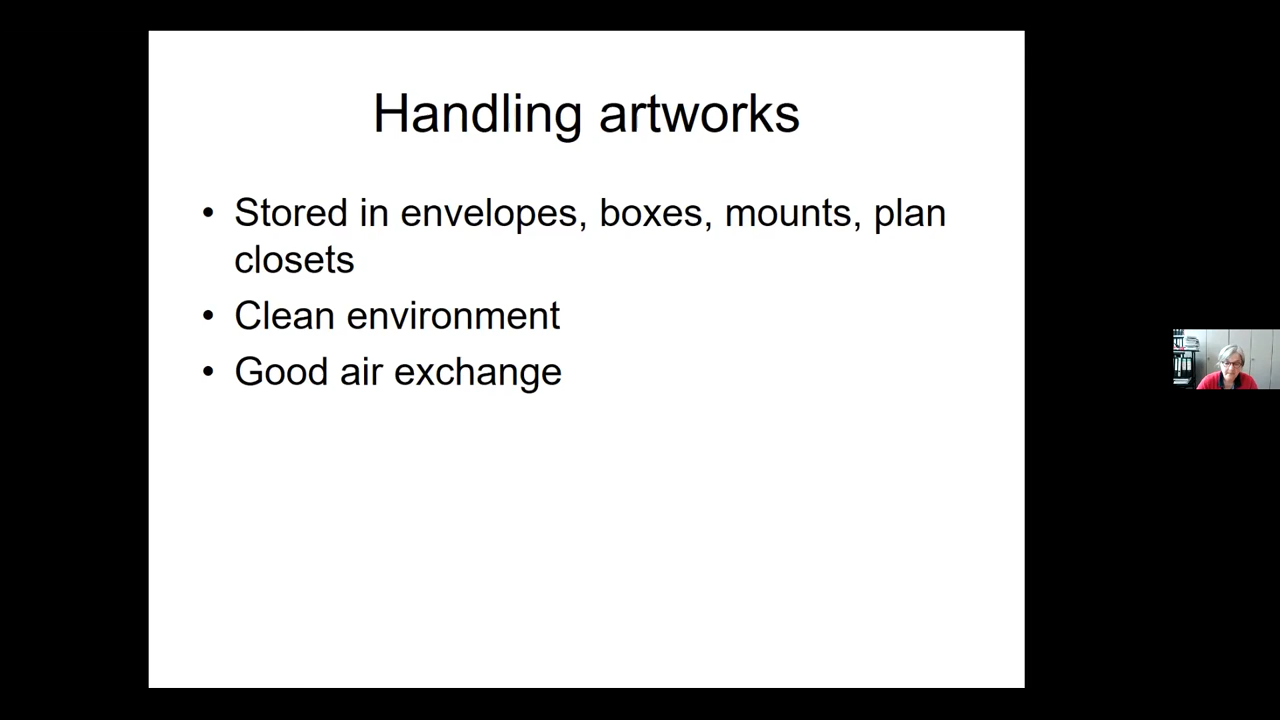 Handling artworks
• Stored in envelopes, boxes, mounts, plan
closets
• Clean environment
• Good air exchange